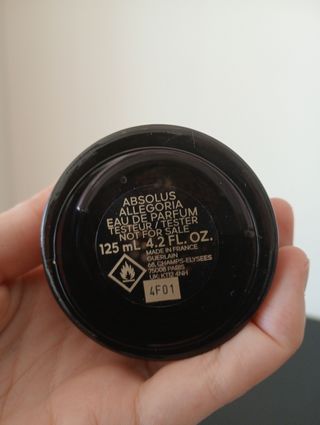 ABSOLUS
ALLEGORIA
EAU DE PARFUM
TESTEUR / TESTER
NOT FOR SALE
125 mL 4.2 FL. OZ.
MADE IN FRANCE
GUERLAIN
68, CHAMPS-ELYSEES
75008 PARIS
UK, KT12 4NH
4F01